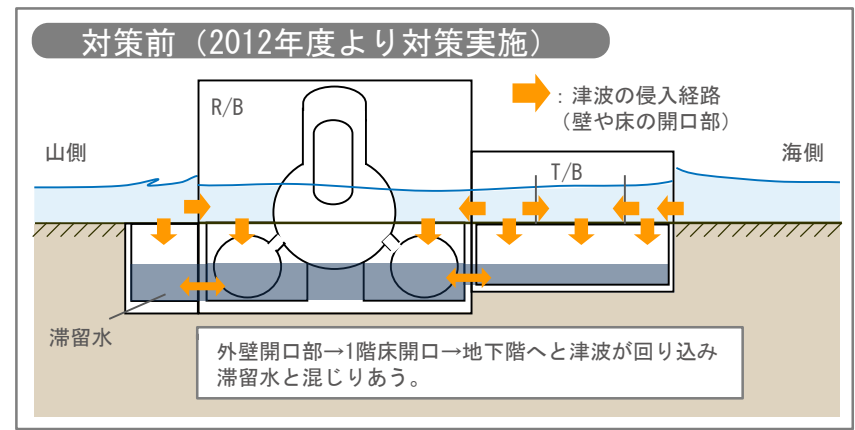 対策前（2012年度より対策実施）
R/B
：津波の侵入経路
（壁や床の開口部）
山側
T/B
海側
滞留水
外壁開口部→1階床開口→地下階へと津波が回り込み
滞留水と混じりあう。